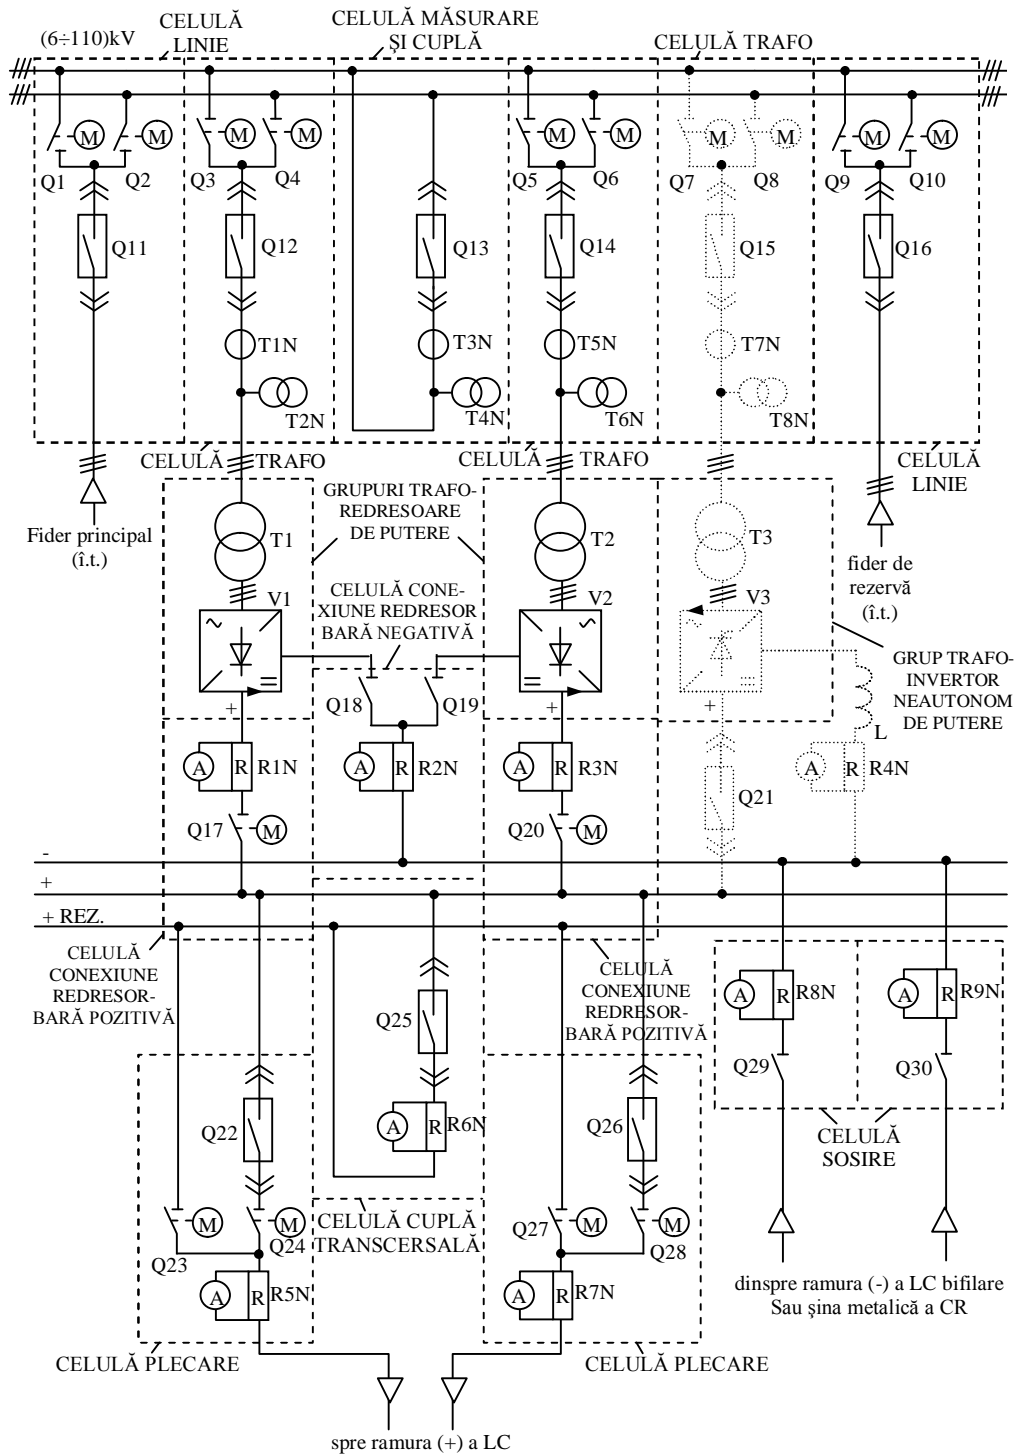 (6÷110)kV
CELULĂ
LINIE
CELULĂ MĂSURARE
ŞI CUPLĂ
CELULĂ TRAFO
M
M
M
M
M
M
M
M
M
M
Q1
Q2
Q3
Q4
Q5
Q6
Q7
Q8
Q9
Q10
Q11
Q12
Q13
Q14
Q15
Q16
T1N
T3N
T5N
T7N
T2N
T4N
T6N
T8N
CELULĂ
TRAFO
CELULĂ
TRAFO
CELULĂ
LINIE
Fider principal
(î.t.)
GRUPURI TRAFO-
REDRESOARE
DE PUTERE
T1
T2
T3
fider de
rezervă
(î.t.)
CELULĂ CONE-
XIUNE REDRESOR
BARĂ NEGATIVĂ
V1
V2
V3
GRUP TRAFO-
INVERTOR
NEAUTONOM
DE PUTERE
+
+
+
Q18
Q19
L
A
R
R1N
A
R
R2N
A
R
R3N
A
R
R4N
Q21
Q17
M
Q20
M
-
+
+ REZ.
CELULĂ
CONEXIUNE
REDRESOR-
BARĂ POZITIVĂ
CELULĂ
CONEXIUNE
REDRESOR-
BARĂ POZITIVĂ
A
R
R8N
A
R
R9N
Q25
Q29
Q30
Q22
A
R
R6N
Q26
CELULĂ
SOSIRE
M
M
CELULĂ CUPLĂ
TRANSCERSALĂ
Q27
M
M
Q23
Q24
Q28
A
R
R5N
A
R
R7N
dinspre ramura (-) a LC bifilare
Sau şina metalică a CR
CELULĂ PLECARE
CELULĂ PLECARE
spre ramura (+) a LC